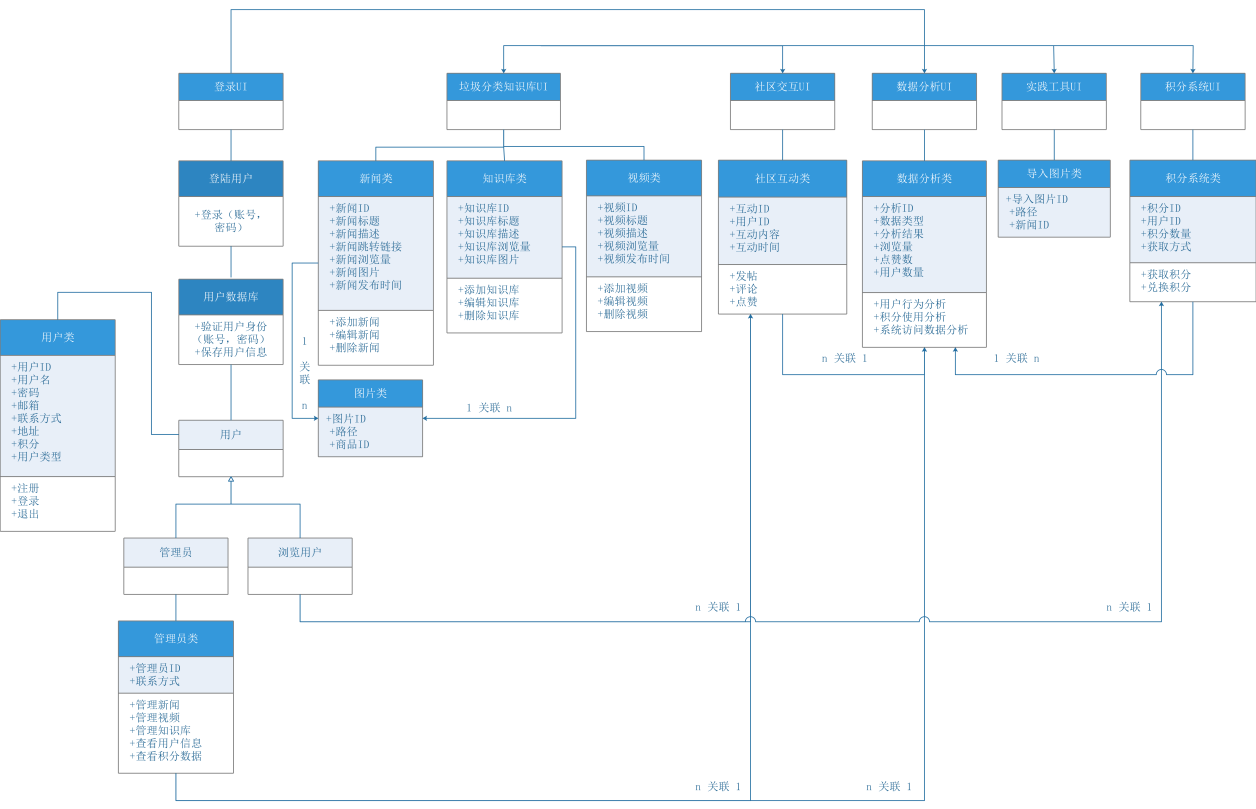 登录UI
垃圾分类知识库UI
社区交互UI
数据分析UI
实践工具UI
积分系统UI
登陆用户
+登录（账号，
密码）
用户数据库
+验证用户身份
（账号，密码）
+保存用户信息
新闻类
+新闻ID
+新闻标题
+新闻描述
+新闻跳转链接
+新闻浏览量
+新闻图片
+新闻发布时间
+添加新闻
+编辑新闻
+删除新闻
知识库类
+知识库ID
+知识库标题
+知识库描述
+知识库浏览量
+知识库图片
+添加知识库
+编辑知识库
+删除知识库
视频类
+视频ID
+视频标题
+视频描述
+视频浏览量
+视频发布时间
+添加视频
+编辑视频
+删除视频
社区互动类
+互动ID
+用户ID
+互动内容
+互动时间
+发帖
+评论
+点赞
数据分析类
+分析ID
+数据类型
+分析结果
+浏览量
+点赞数
+用户数量
+用户行为分析
+积分使用分析
+系统访问数据分析
导入图片类
+导入图片ID
+路径
+新闻ID
积分系统类
+积分ID
+用户ID
+积分数量
+获取方式
+获取积分
+兑换积分
用户类
+用户ID
+用户名
+密码
+邮箱
+联系方式
+地址
+积分
+用户类型
+注册
+登录
+退出
1
关
联
n
图片类
+图片ID
+路径
+商品ID
1 关联 n
n 关联 1
1 关联 n
用户
管理员
浏览用户
n 关联 1
n 关联 1
管理员类
+管理员ID
+联系方式
+管理新闻
+管理视频
+管理知识库
+查看用户信息
+查看积分数据
n 关联 1
n 关联 1